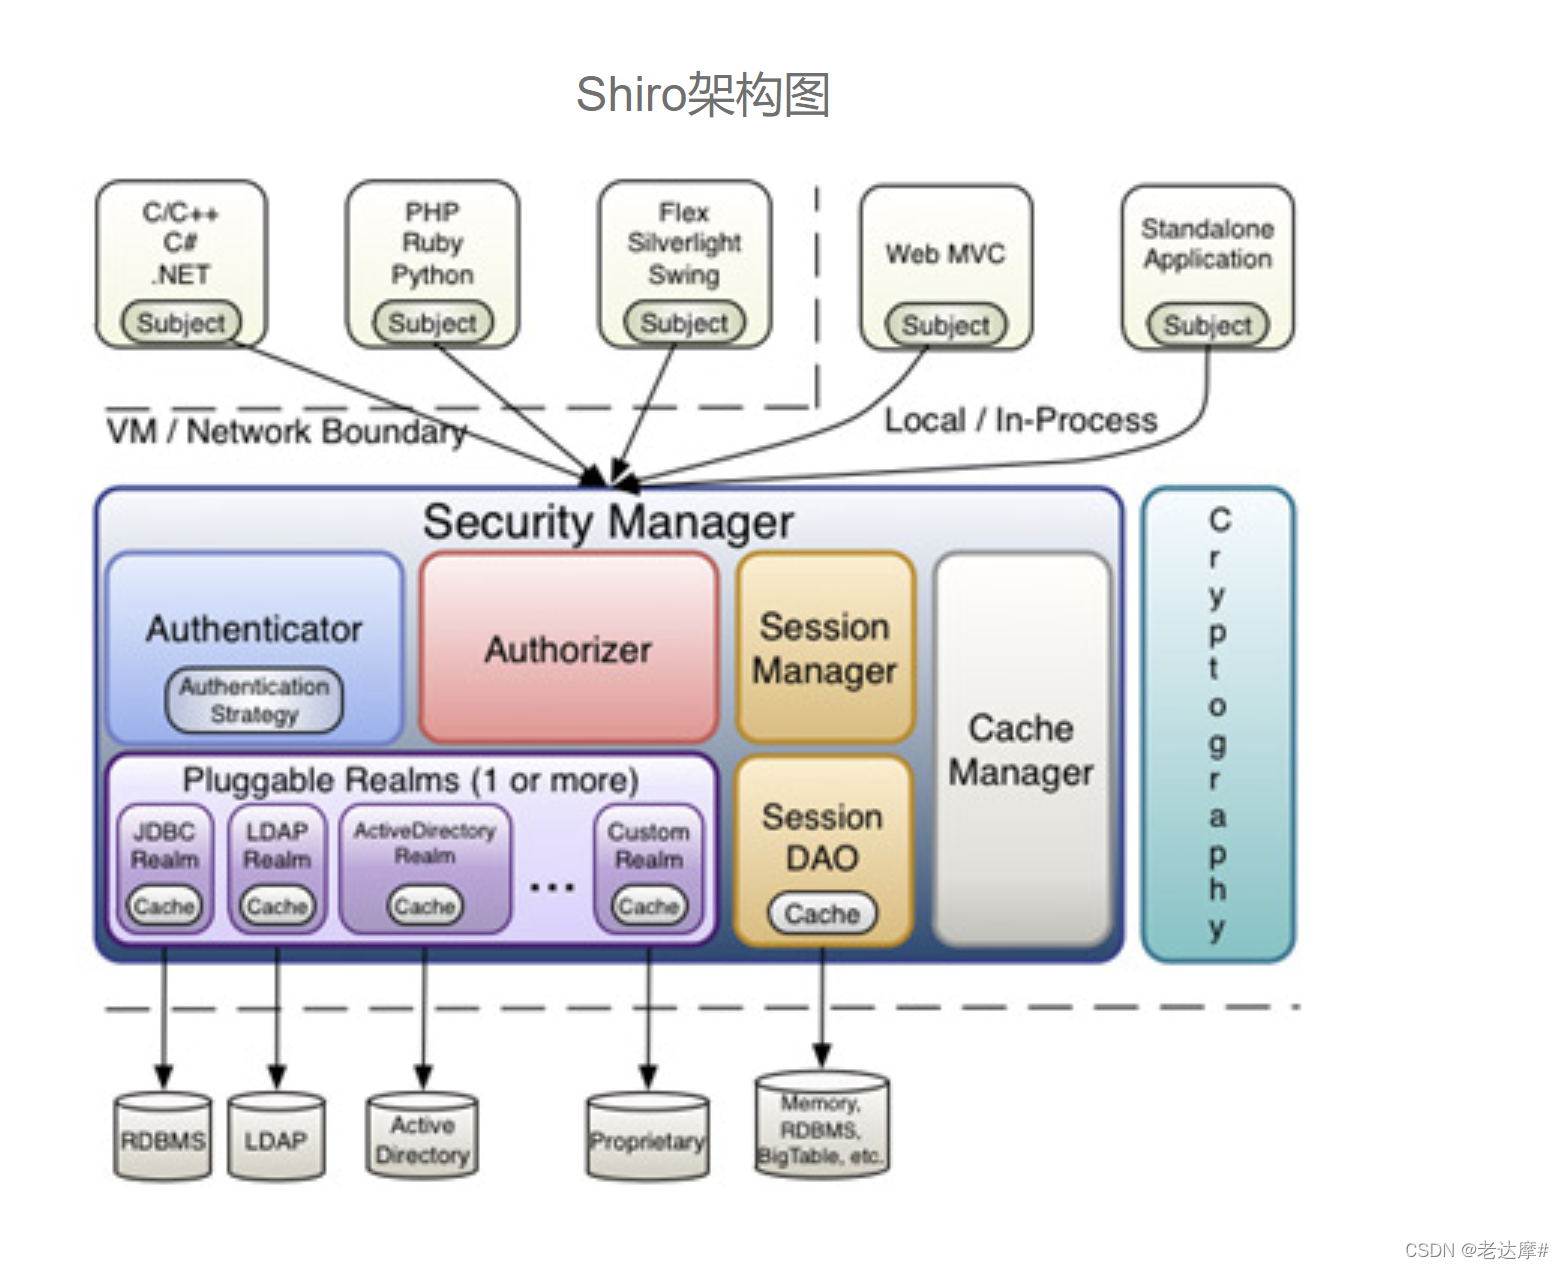 Shiro架构图
C/C++
C#
.NET
Subject
PHP
Ruby
Python
Subject
Flex
Silverlight
Swing
Subject
Web MVC
Subject
Standalone
Application
Subject
VM / Network Boundary
Local / In-Process
Security Manager
Authenticator
Authentication
Strategy
Authorizer
Session
Manager
Cache
Manager
Cryptography
Pluggable Realms (1 or more)
JDBC
Realm
Cache
LDAP
Realm
Cache
ActiveDirectory
Realm
Cache
...
Custom
Realm
Cache
Session
DAO
Cache
RDBMS
LDAP
Active
Directory
Proprietary
Memory,
RDBMS,
BigTable, etc.
CSDN @老达摩#